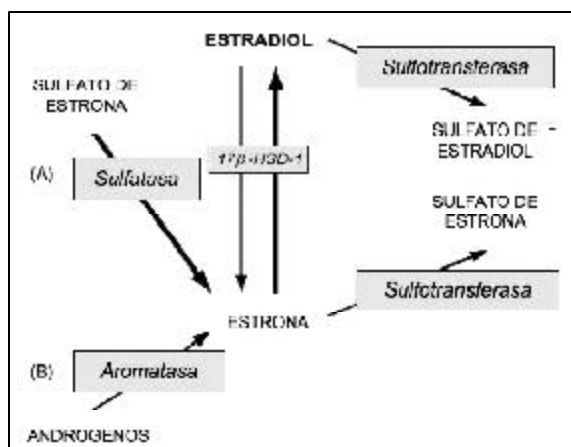 ESTRADIOL
Sulfotransferasa
SULFATO DE
ESTRONA
SULFATO DE
ESTRADIOL
17β-HSD-1
(A)
Sulfatasa
SULFATO DE
ESTRONA
Sulfotransferasa
ESTRONA
(B)
Aromatasa
ANDROGENOS